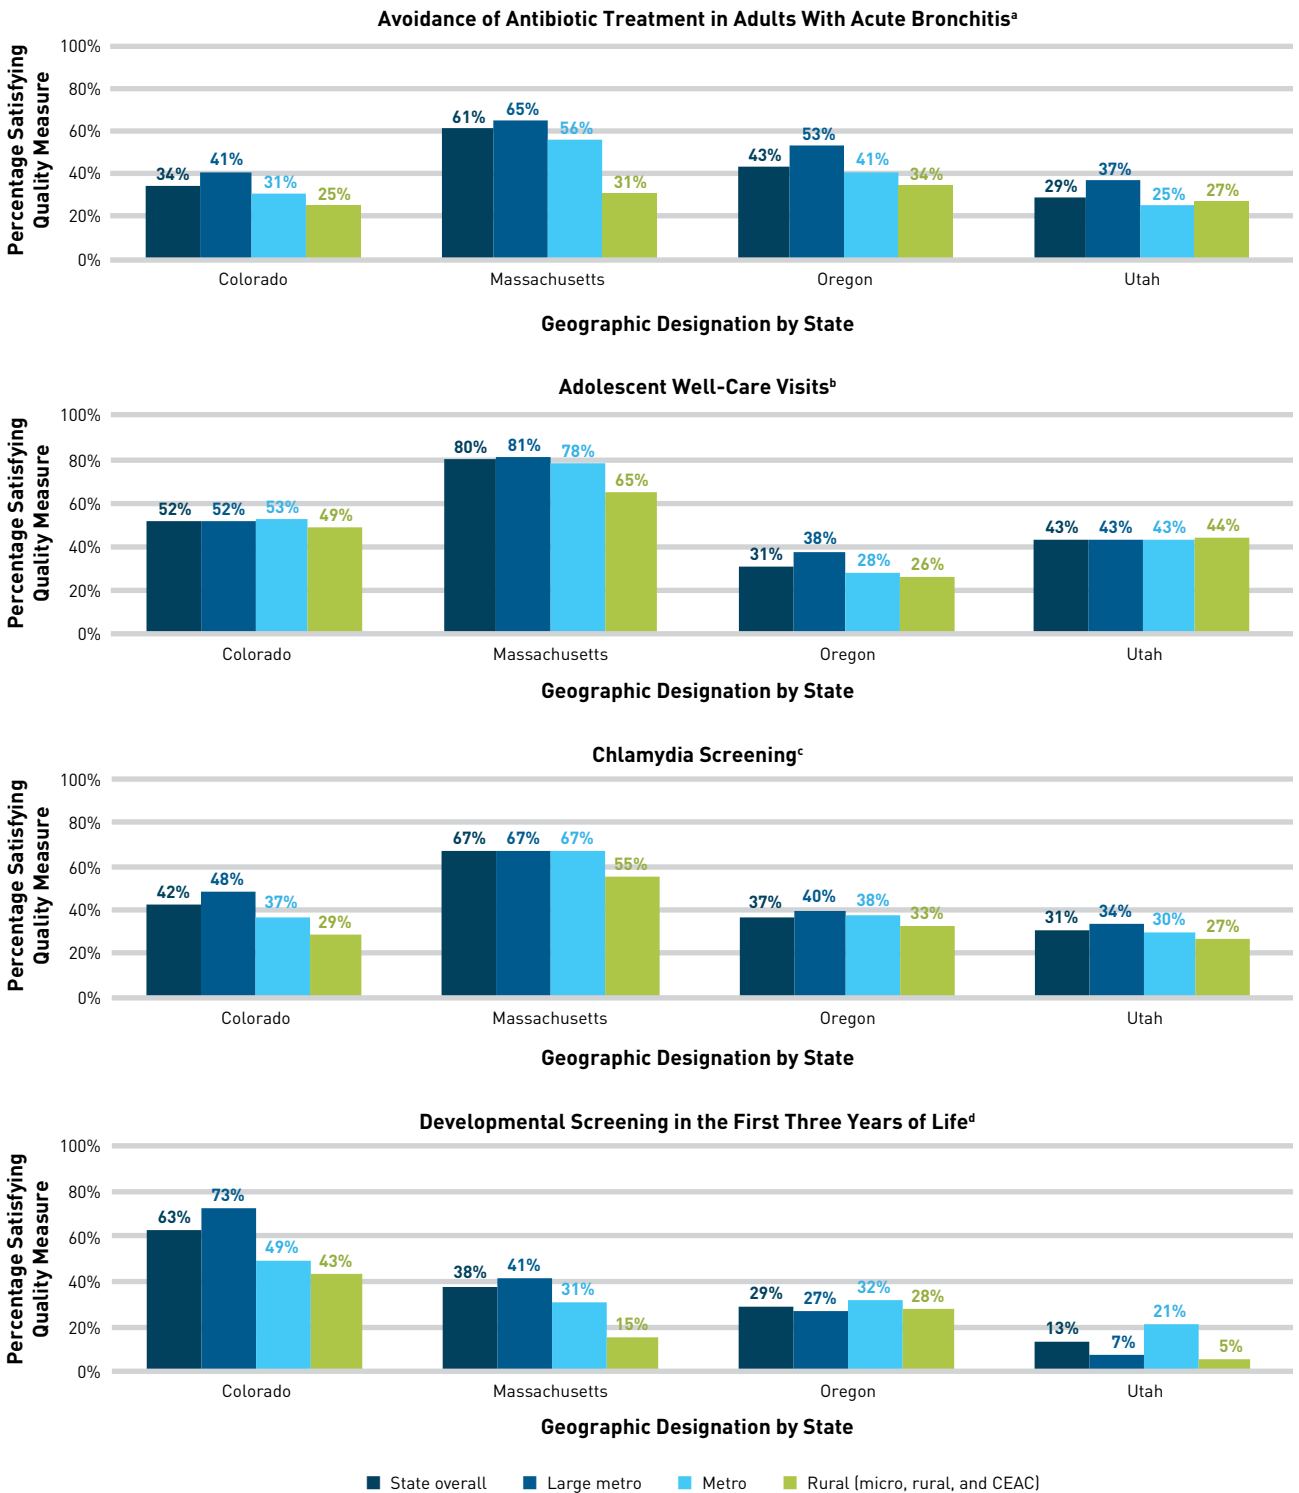 Avoidance of Antibiotic Treatment in Adults With Acute Bronchitisᵃ
Percentage Satisfying
Quality Measure
100%
80%
60%
40%
20%
0%
34% 41% 31% 25%
61% 65% 56% 31%
43% 53% 41% 34%
29% 37% 25% 27%
Colorado Massachusetts Oregon Utah
Geographic Designation by State
Adolescent Well-Care Visitsᵇ
Percentage Satisfying
Quality Measure
100%
80%
60%
40%
20%
0%
52% 52% 53% 49%
80% 81% 78% 65%
31% 38% 28% 26%
43% 43% 43% 44%
Colorado Massachusetts Oregon Utah
Geographic Designation by State
Chlamydia Screeningᶜ
Percentage Satisfying
Quality Measure
100%
80%
60%
40%
20%
0%
42% 48% 37% 29%
67% 67% 67% 55%
37% 40% 38% 33%
31% 34% 30% 27%
Colorado Massachusetts Oregon Utah
Geographic Designation by State
Developmental Screening in the First Three Years of Lifeᵈ
Percentage Satisfying
Quality Measure
100%
80%
60%
40%
20%
0%
63% 73% 49% 43%
38% 41% 31% 15%
29% 27% 32% 28%
13% 7% 21% 5%
Colorado Massachusetts Oregon Utah
Geographic Designation by State
State overall Large metro Metro Rural (micro, rural, and CEAC)